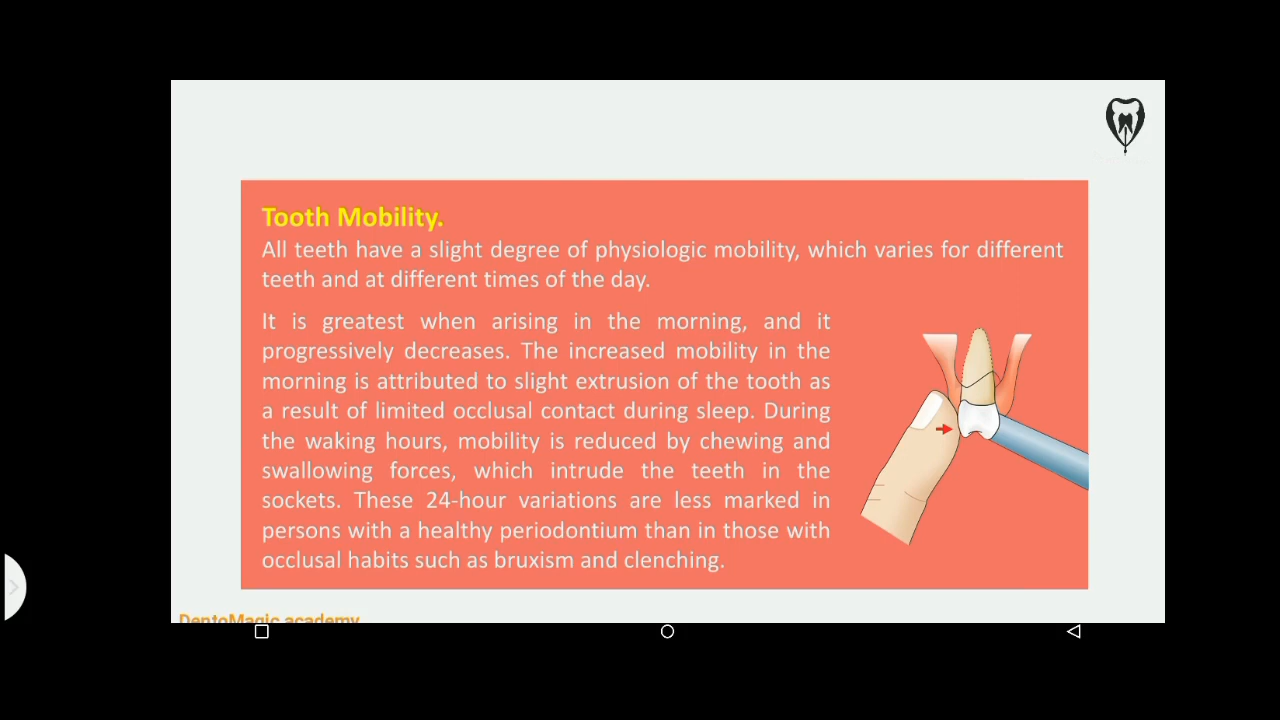 Tooth Mobility.
All teeth have a slight degree of physiologic mobility, which varies for different
teeth and at different times of the day.
It is greatest when arising in the morning, and it
progressively decreases. The increased mobility in the
morning is attributed to slight extrusion of the tooth as
a result of limited occlusal contact during sleep. During
the waking hours, mobility is reduced by chewing and
swallowing forces, which intrude the teeth in the
sockets. These 24-hour variations are less marked in
persons with a healthy periodontium than in those with
occlusal habits such as bruxism and clenching.
DentoMagic academy